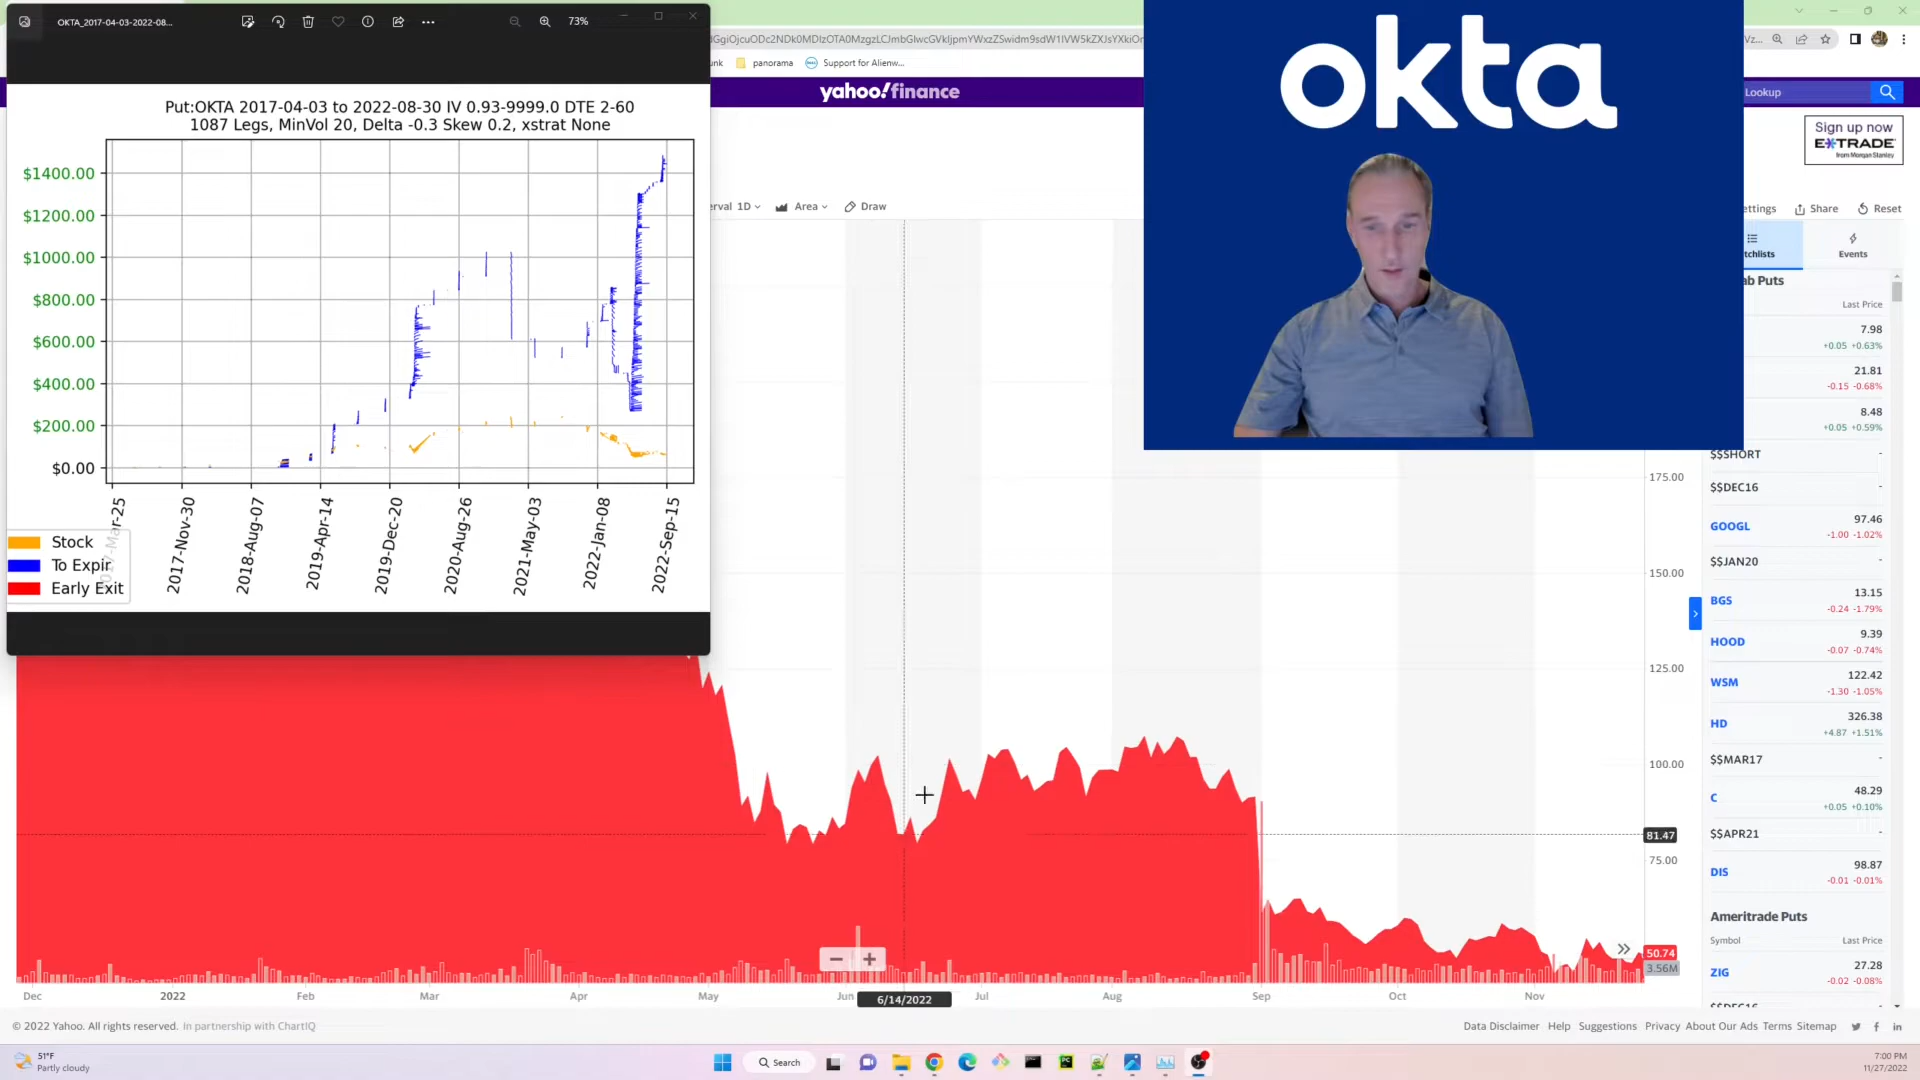 OKTA_2017-04-03-2022-08...
73%
unk
panorama
Support for Alienw...
yahoo!finance
okta
Lookup
Sign up now
E*TRADE
from Morgan Stanley
Put:OKTA 2017-04-03 to 2022-08-30 IV 0.93-9999.0 DTE 2-60
1087 Legs, MinVol 20, Delta -0.3 Skew 0.2, xstrat None
$1400.00
$1200.00
$1000.00
$800.00
$600.00
$400.00
$200.00
$0.00
2017-Mar-25
2017-Nov-30
2018-Aug-07
2019-Apr-14
2019-Dec-20
2020-Aug-26
2021-May-03
2022-Jan-08
2022-Sep-15
Stock
To Expir
Early Exit
erval 1D
Area
Draw
ettings
Share
Reset
tchlists
Events
ab Puts
Last Price
7.98
+0.05 +0.63%
21.81
-0.15 -0.68%
8.48
+0.05 +0.59%
$$SHORT -
$$DEC16 -
GOOGL 97.46
-1.00 -1.02%
$$JAN20 -
BGS 13.15
-0.24 -1.79%
HOOD 9.39
-0.07 -0.74%
WSM 122.42
-1.30 -1.05%
HD 326.38
+4.87 +1.51%
$$MAR17 -
C 48.29
+0.05 +0.10%
$$APR21 -
DIS 98.87
-0.01 -0.01%
Ameritrade Puts
Symbol Last Price
ZIG 27.28
-0.02 -0.08%
175.00
150.00
125.00
100.00
81.47
75.00
50.74
3.56M
Dec 2022 Feb Mar Apr May Jun 6/14/2022 Jul Aug Sep Oct Nov
© 2022 Yahoo. All rights reserved. In partnership with ChartIQ
Data Disclaimer Help Suggestions Privacy About Our Ads Terms Sitemap
51°F
Partly cloudy
Search
7:00 PM
11/27/2022